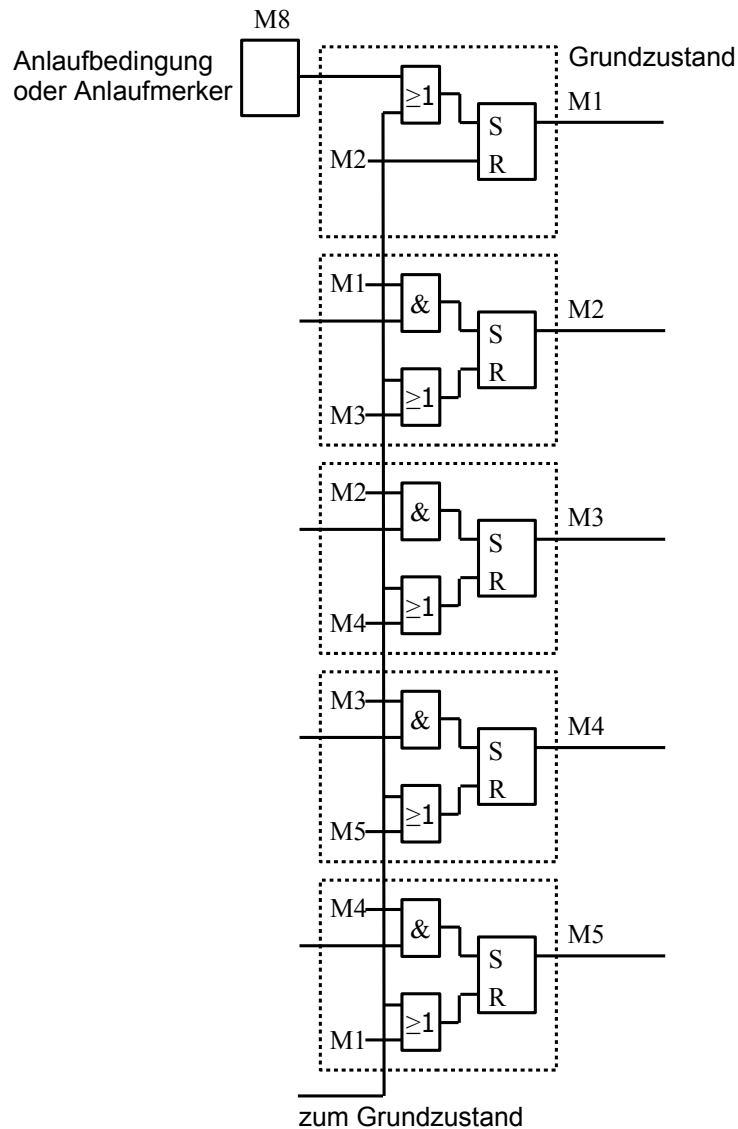 M8
Anlaufbedingung
oder Anlaufmerker
Grundzustand
≥1
S
M1
M2
R
M1
&
S
M2
R
≥1
M3
M2
&
S
M3
R
≥1
M4
M3
&
S
M4
R
≥1
M5
M4
&
S
M5
R
≥1
M1
zum Grundzustand